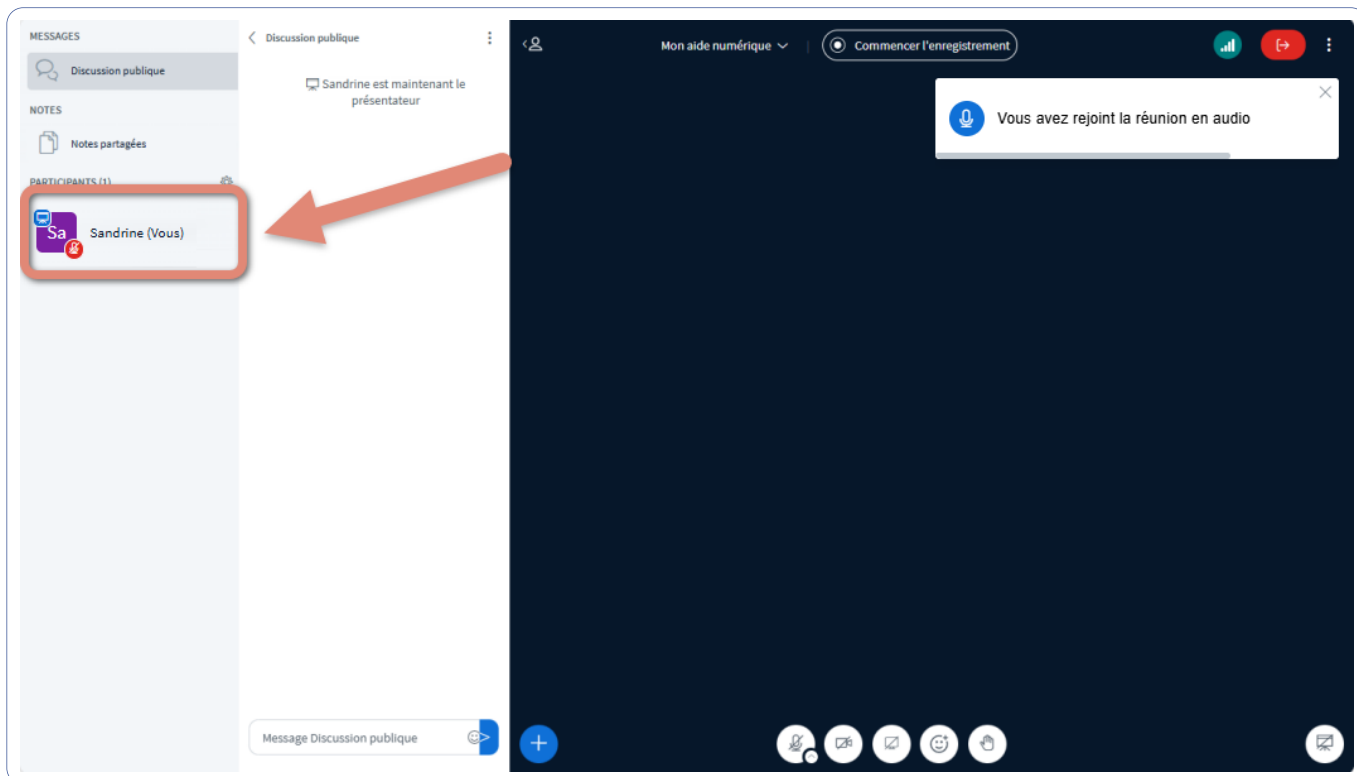 MESSAGES
Discussion publique
NOTES
Notes partagées
PARTICIPANTS (1)
Sa
Sandrine (Vous)
Discussion publique
Sandrine est maintenant le
présentateur
Message Discussion publique
Mon aide numérique
Commencer l'enregistrement
Vous avez rejoint la réunion en audio